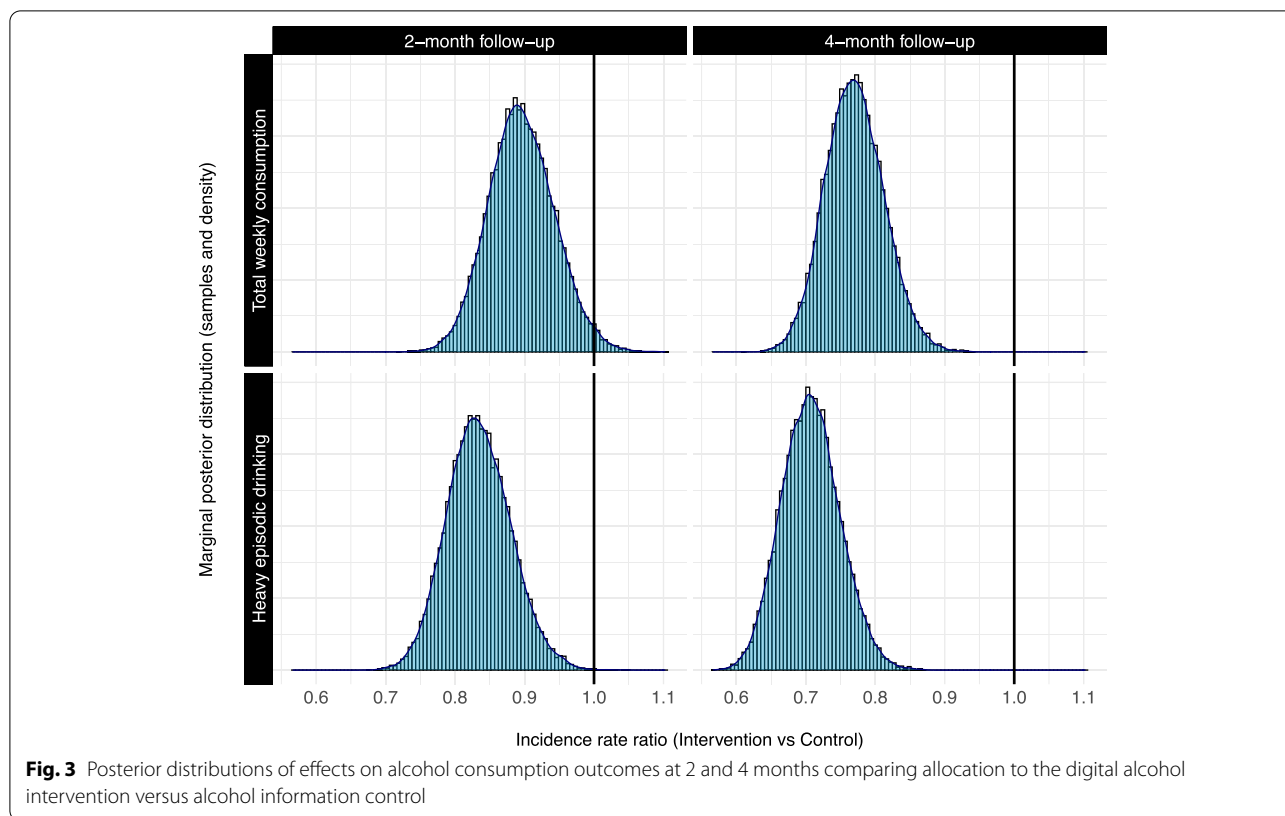 2–month follow–up
4–month follow–up
Marginal posterior distribution (samples and density)
Total weekly consumption
Heavy episodic drinking
0.6 0.7 0.8 0.9 1.0 1.1
0.6 0.7 0.8 0.9 1.0 1.1
Incidence rate ratio (Intervention vs Control)
Fig. 3 Posterior distributions of effects on alcohol consumption outcomes at 2 and 4 months comparing allocation to the digital alcohol
intervention versus alcohol information control